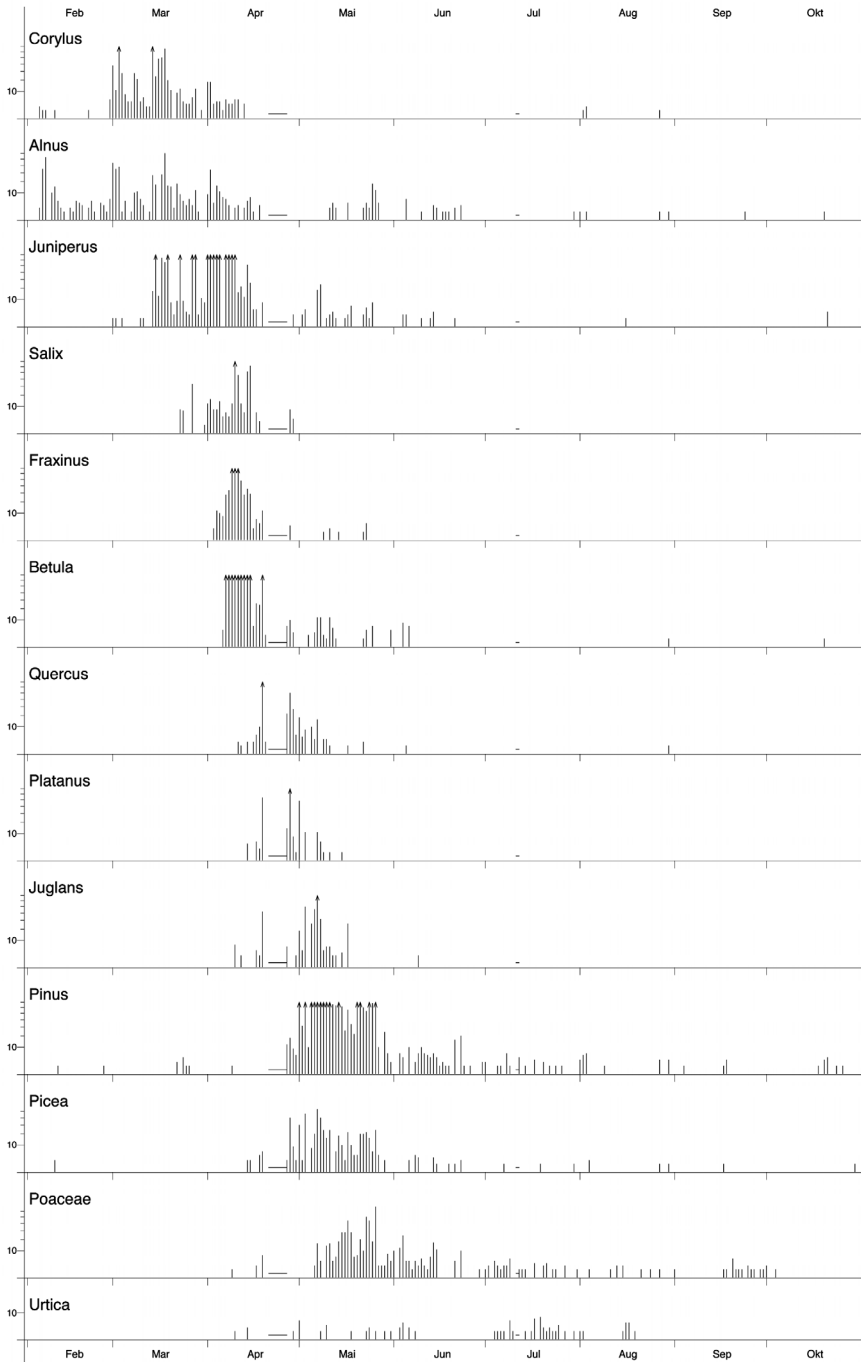 Feb Mar Apr Mai Jun Jul Aug Sep Okt
Corylus
10
Alnus
10
Juniperus
10
Salix
10
Fraxinus
10
Betula
10
Quercus
10
Platanus
10
Juglans
10
Pinus
10
Picea
10
Poaceae
10
Urtica
10
Feb Mar Apr Mai Jun Jul Aug Sep Okt